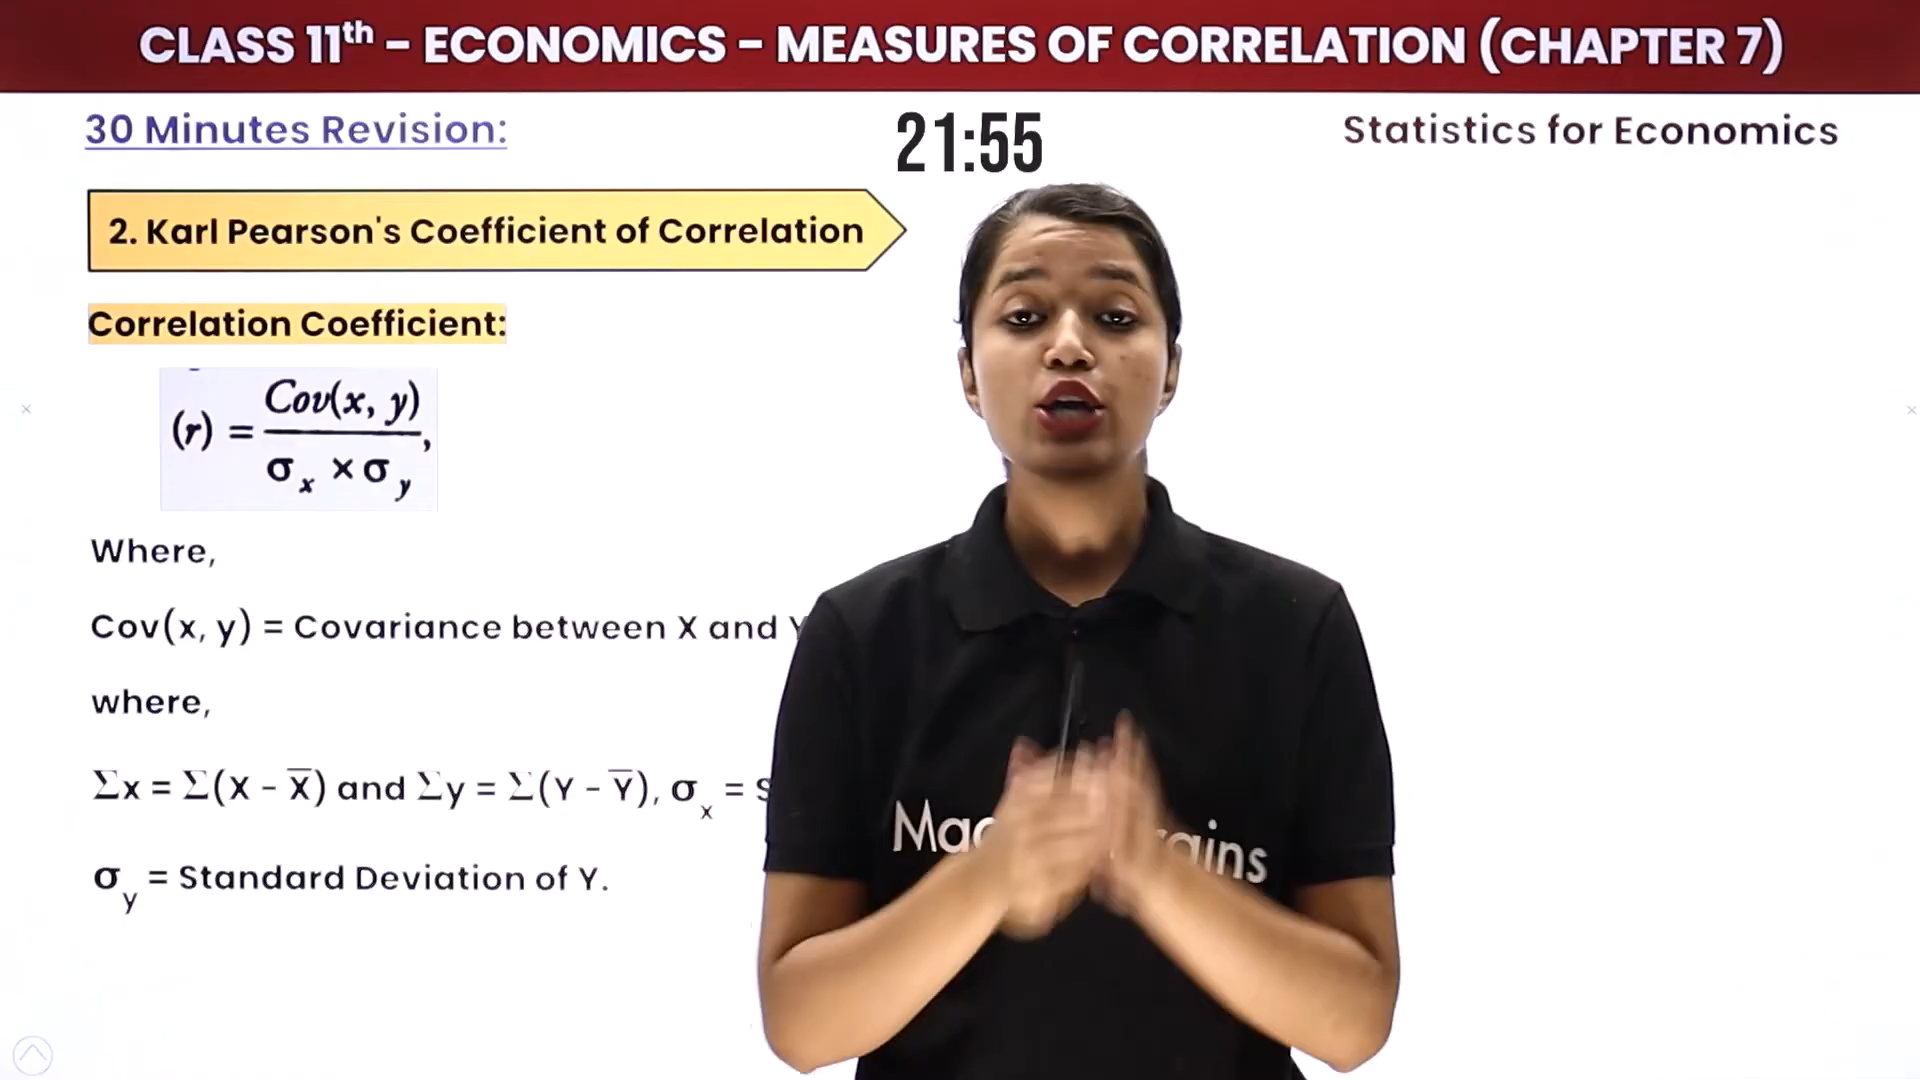 CLASS 11th – ECONOMICS – MEASURES OF CORRELATION (CHAPTER 7)
30 Minutes Revision:
21:55
Statistics for Economics
2. Karl Pearson's Coefficient of Correlation
Correlation Coefficient:
(r) = Cov(x, y) / σx × σy,
Where,
Cov(x, y) = Covariance between X and
where,
Σx = Σ(X - X̅) and Σy = Σ(Y - Y̅), σx =
σy = Standard Deviation of Y.